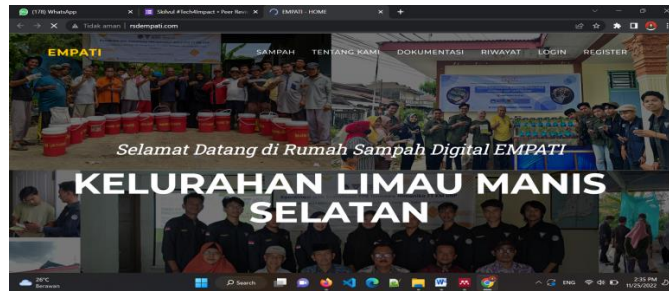 (178) WhatsApp
EMPATI - HOME
Tidak aman | rsdempati.com
EMPATI
SAMPAH TENTANG KAMI DOKUMENTASI RIWAYAT LOGIN REGISTER
Selamat Datang di Rumah Sampah Digital EMPATI
KELURAHAN LIMAU MANIS
SELATAN
28°C
Berawan
Search
ENG
2:35 PM
11/25/2022